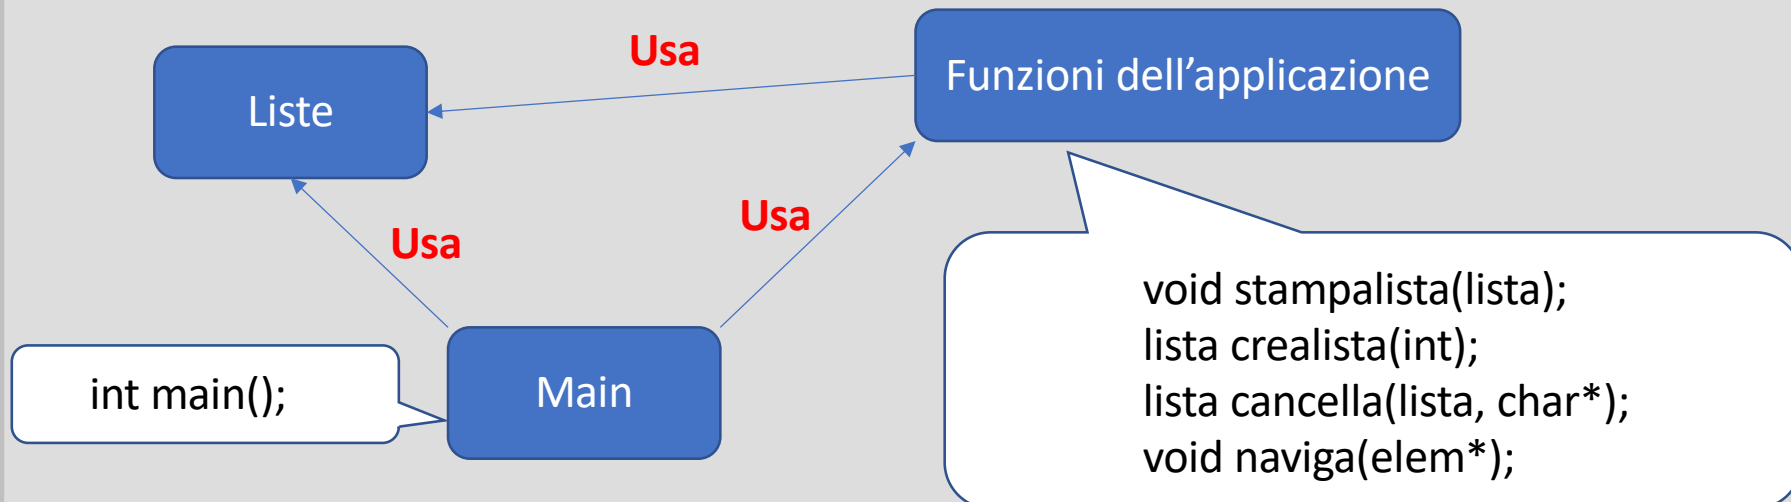 Usa
Funzioni dell’applicazione
Liste
Usa
Usa
int main();
Main
void stampalista(lista);
lista crealista(int);
lista cancella(lista, char*);
void naviga(elem*);